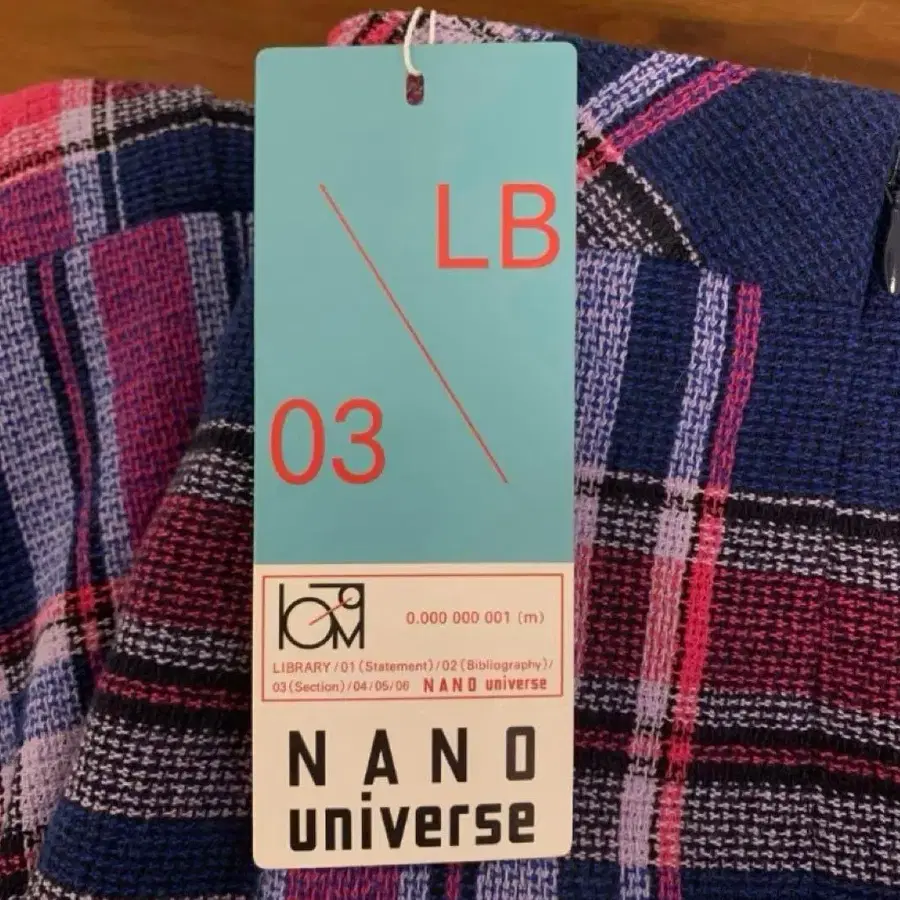 LB
03
0.000 000 001 (m)
LIBRARY/01(Statement)/02(Bibliography)/
03(Section)/04/05/06 NANO universe
NANO
universe